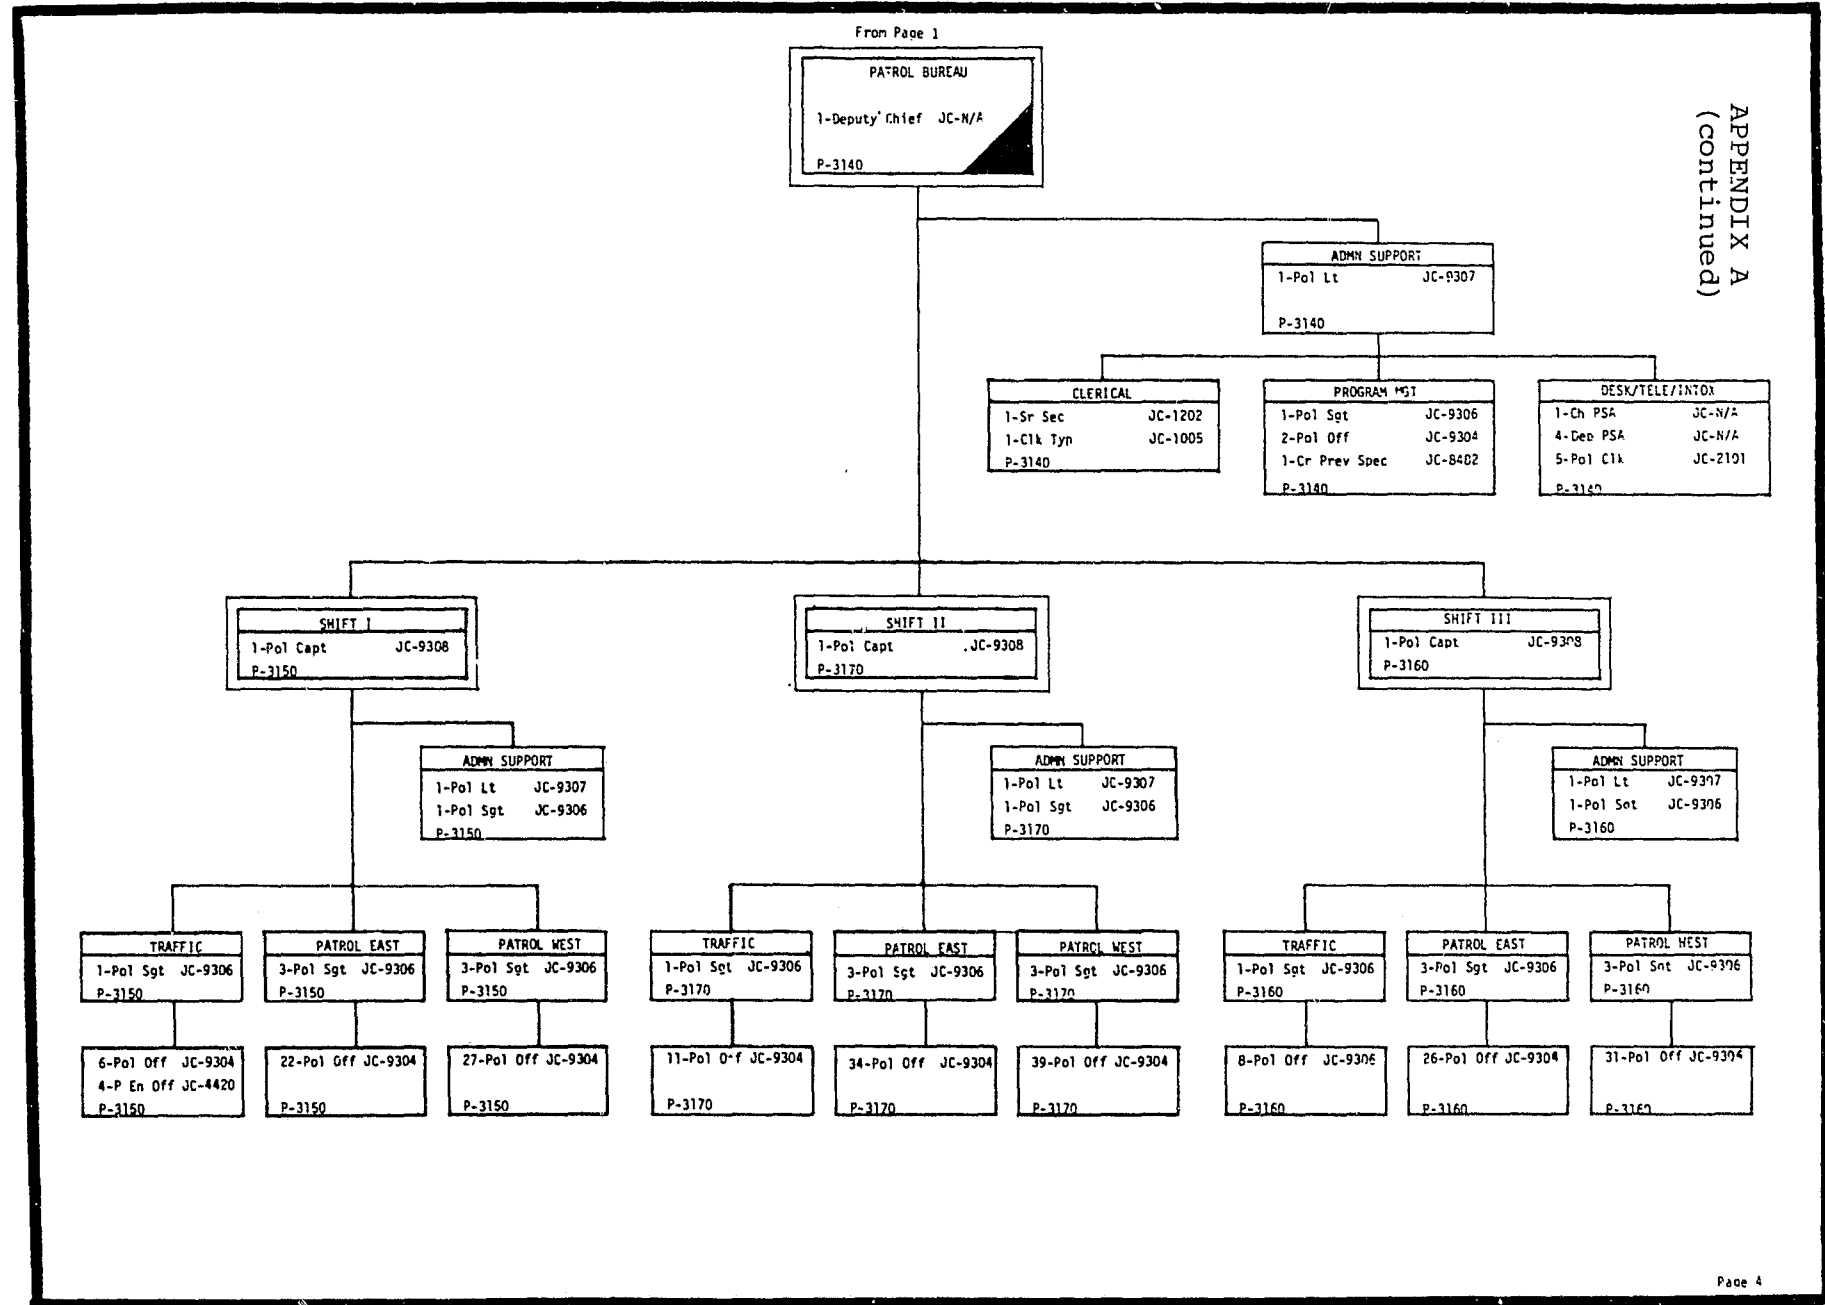 From Page 1
PATROL BUREAU
1-Deputy Chief JC-N/A
P-3140
APPENDIX A
(continued)
ADMN SUPPORT
1-Pol Lt JC-9307
P-3140
CLERICAL
1-Sr Sec JC-1202
1-Clk Typ JC-1005
P-3140
PROGRAM MGT
1-Pol Sgt JC-9306
2-Pol Off JC-9304
1-Cr Prev Spec JC-8402
P-3140
DESK/TELE/INTOX
1-Ch PSA JC-N/A
4-Dep PSA JC-N/A
5-Pol Clk JC-2101
P-3140
SHIFT I
1-Pol Capt JC-9308
P-3150
SHIFT II
1-Pol Capt JC-9308
P-3170
SHIFT III
1-Pol Capt JC-9308
P-3160
ADMN SUPPORT
1-Pol Lt JC-9307
1-Pol Sgt JC-9306
P-3150
ADMN SUPPORT
1-Pol Lt JC-9307
1-Pol Sgt JC-9306
P-3170
ADMN SUPPORT
1-Pol Lt JC-9307
1-Pol Sgt JC-9306
P-3160
TRAFFIC
1-Pol Sgt JC-9306
P-3150
PATROL EAST
3-Pol Sgt JC-9306
P-3150
PATROL WEST
3-Pol Sgt JC-9306
P-3150
TRAFFIC
1-Pol Sgt JC-9306
P-3170
PATROL EAST
3-Pol Sgt JC-9306
P-3170
PATROL WEST
3-Pol Sgt JC-9306
P-3170
TRAFFIC
1-Pol Sgt JC-9306
P-3160
PATROL EAST
3-Pol Sgt JC-9306
P-3160
PATROL WEST
3-Pol Sgt JC-9306
P-3160
6-Pol Off JC-9304
4-P En Off JC-4420
P-3150
22-Pol Off JC-9304
P-3150
27-Pol Off JC-9304
P-3150
11-Pol Off JC-9304
P-3170
34-Pol Off JC-9304
P-3170
39-Pol Off JC-9304
P-3170
8-Pol Off JC-9306
P-3160
26-Pol Off JC-9304
P-3160
31-Pol Off JC-9304
P-3160
Page 4